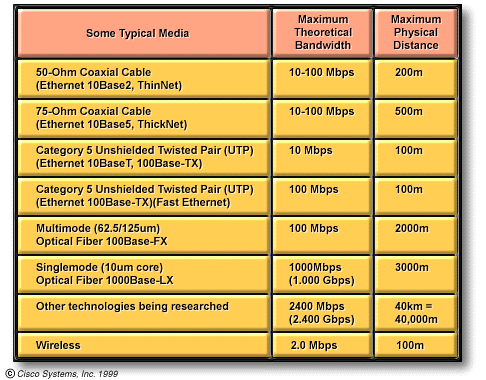 Some Typical Media
Maximum
Theoretical
Bandwidth
Maximum
Physical
Distance
50-Ohm Coaxial Cable
(Ethernet 10Base2, ThinNet)
10-100 Mbps
200m
75-Ohm Coaxial Cable
(Ethernet 10Base5, ThickNet)
10-100 Mbps
500m
Category 5 Unshielded Twisted Pair (UTP)
(Ethernet 10BaseT, 100Base-TX)
10 Mbps
100m
Category 5 Unshielded Twisted Pair (UTP)
(Ethernet 100Base-TX)(Fast Ethernet)
100 Mbps
100m
Multimode (62.5/125um)
Optical Fiber 100Base-FX
100 Mbps
2000m
Singlemode (10um core)
Optical Fiber 1000Base-LX
1000Mbps
(1.000 Gbps)
3000m
Other technologies being researched
2400 Mbps
(2.400 Gbps)
40km =
40,000m
Wireless
2.0 Mbps
100m
© Cisco Systems, Inc. 1999